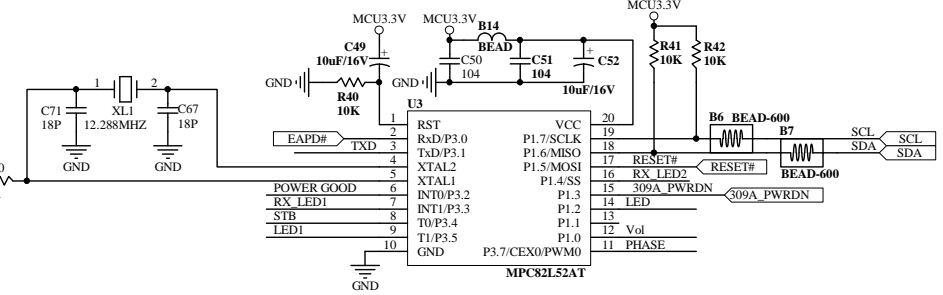 MCU3.3V
MCU3.3V
MCU3.3V
B14
BEAD
C49
10uF/16V
C50
104
C51
104
C52
10uF/16V
R41
10K
R42
10K
GND
R40
10K
GND
1
2
XL1
12.288MHZ
C71
18P
C67
18P
GND
GND
U3
1 RST
EAPD# 2 RxD/P3.0
TXD 3 TxD/P3.1
4 XTAL2
5 XTAL1
POWER GOOD 6 INT0/P3.2
RX_LED1 7 INT1/P3.3
STB 8 T0/P3.4
LED1 9 T1/P3.5
10 GND
GND
VCC 20
P1.7/SCLK 19
P1.6/MISO 18
P1.5/MOSI 17 RESET# RESET#
P1.4/SS 16 RX_LED2
P1.3 15 309A_PWRDN 309A_PWRDN
P1.2 14 LED
P1.1 13
P1.0 12 Vol
P3.7/CEX0/PWM0 11 PHASE
MPC82L52AT
B6 BEAD-600
B7
BEAD-600
SCL SCL
SDA SDA